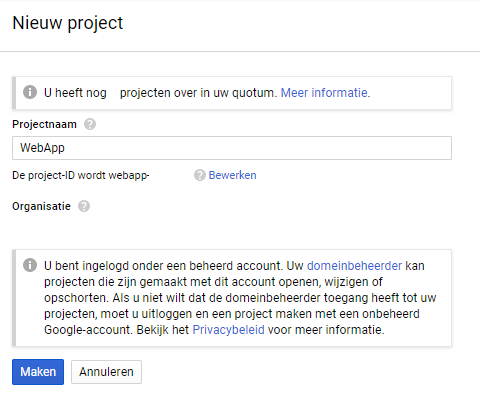 Nieuw project
U heeft nog projecten over in uw quotum. Meer informatie.
Projectnaam
WebApp
De project-ID wordt webapp- Bewerken
Organisatie
U bent ingelogd onder een beheerd account. Uw domeinbeheerder kan
projecten die zijn gemaakt met dit account openen, wijzigen of
opschorten. Als u niet wilt dat de domeinbeheerder toegang heeft tot uw
projecten, moet u uitloggen en een project maken met een onbeheerd
Google-account. Bekijk het Privacybeleid voor meer informatie.
Maken Annuleren